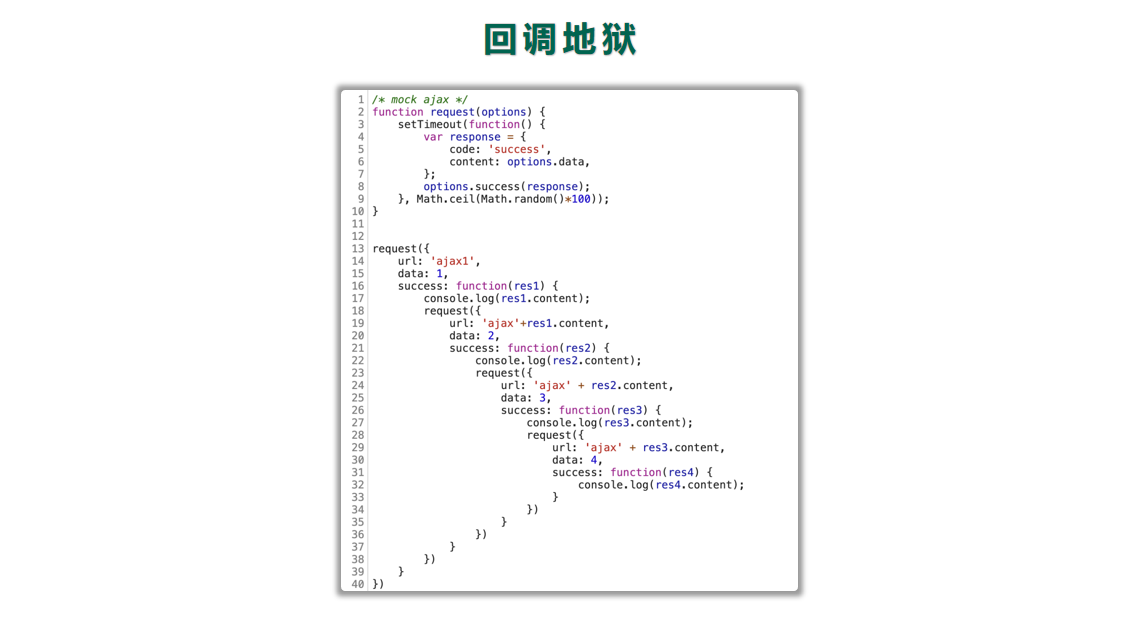 回调地狱
1 /* mock ajax */
2 function request(options) {
3     setTimeout(function() {
4         var response = {
5             code: 'success',
6             content: options.data,
7         };
8         options.success(response);
9     }, Math.ceil(Math.random()*100));
10 }
11
12
13 request({
14     url: 'ajax1',
15     data: 1,
16     success: function(res1) {
17         console.log(res1.content);
18         request({
19             url: 'ajax'+res1.content,
20             data: 2,
21             success: function(res2) {
22                 console.log(res2.content);
23                 request({
24                     url: 'ajax' + res2.content,
25                     data: 3,
26                     success: function(res3) {
27                         console.log(res3.content);
28                         request({
29                             url: 'ajax' + res3.content,
30                             data: 4,
31                             success: function(res4) {
32                                 console.log(res4.content);
33                             }
34                         })
35                     }
36                 })
37             }
38         })
39     }
40 })